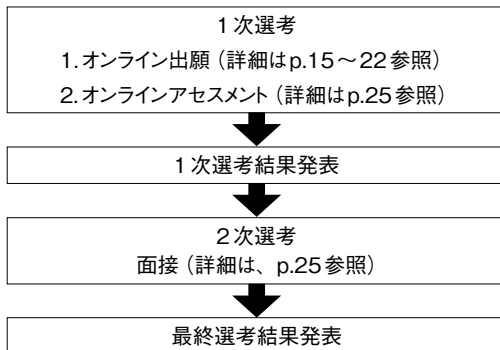 1次選考
1.オンライン出願（詳細はp.15～22参照）
2.オンラインアセスメント（詳細はp.25参照）
1次選考結果発表
2次選考
面接（詳細は、p.25参照）
最終選考結果発表